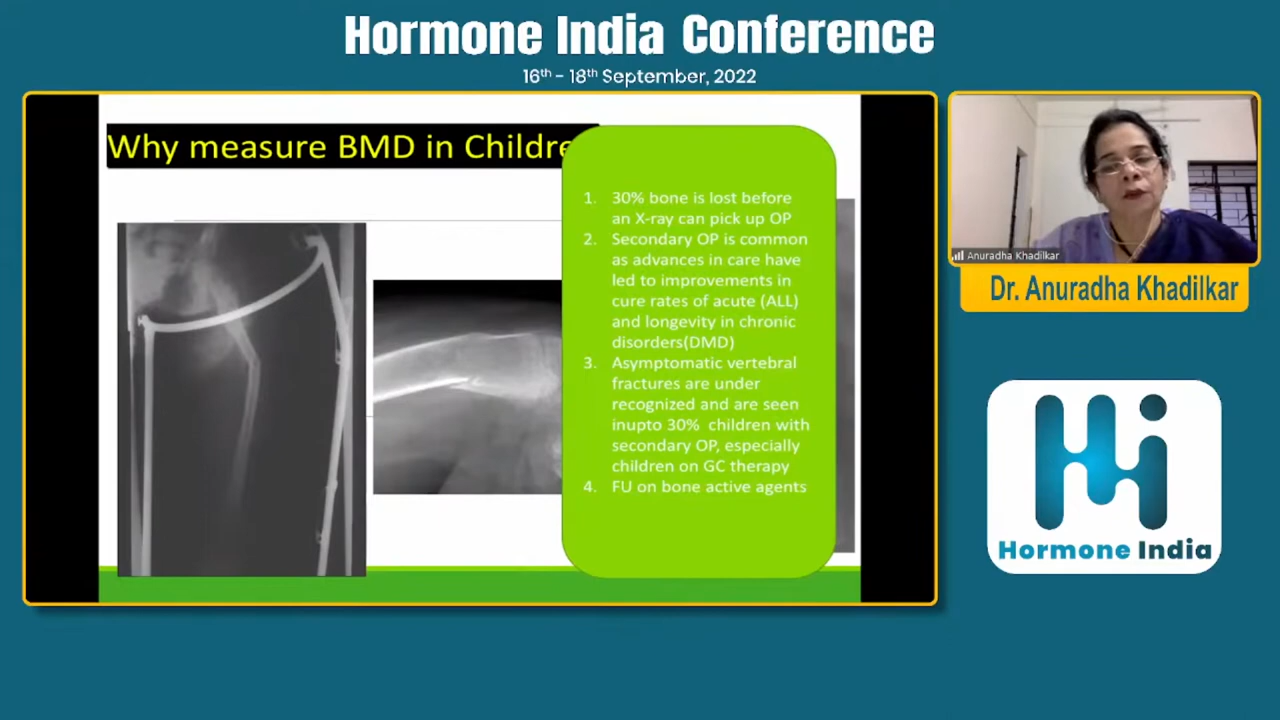 Hormone India Conference
16th - 18th September, 2022
Why measure BMD in Childre
1. 30% bone is lost before
an X-ray can pick up OP
2. Secondary OP is common
as advances in care have
led to improvements in
cure rates of acute (ALL)
and longevity in chronic
disorders(DMD)
3. Asymptomatic vertebral
fractures are under
recognized and are seen
inupto 30% children with
secondary OP, especially
children on GC therapy
4. FU on bone active agents
Anuradha Khadilkar
Dr. Anuradha Khadilkar
Hi
Hormone India